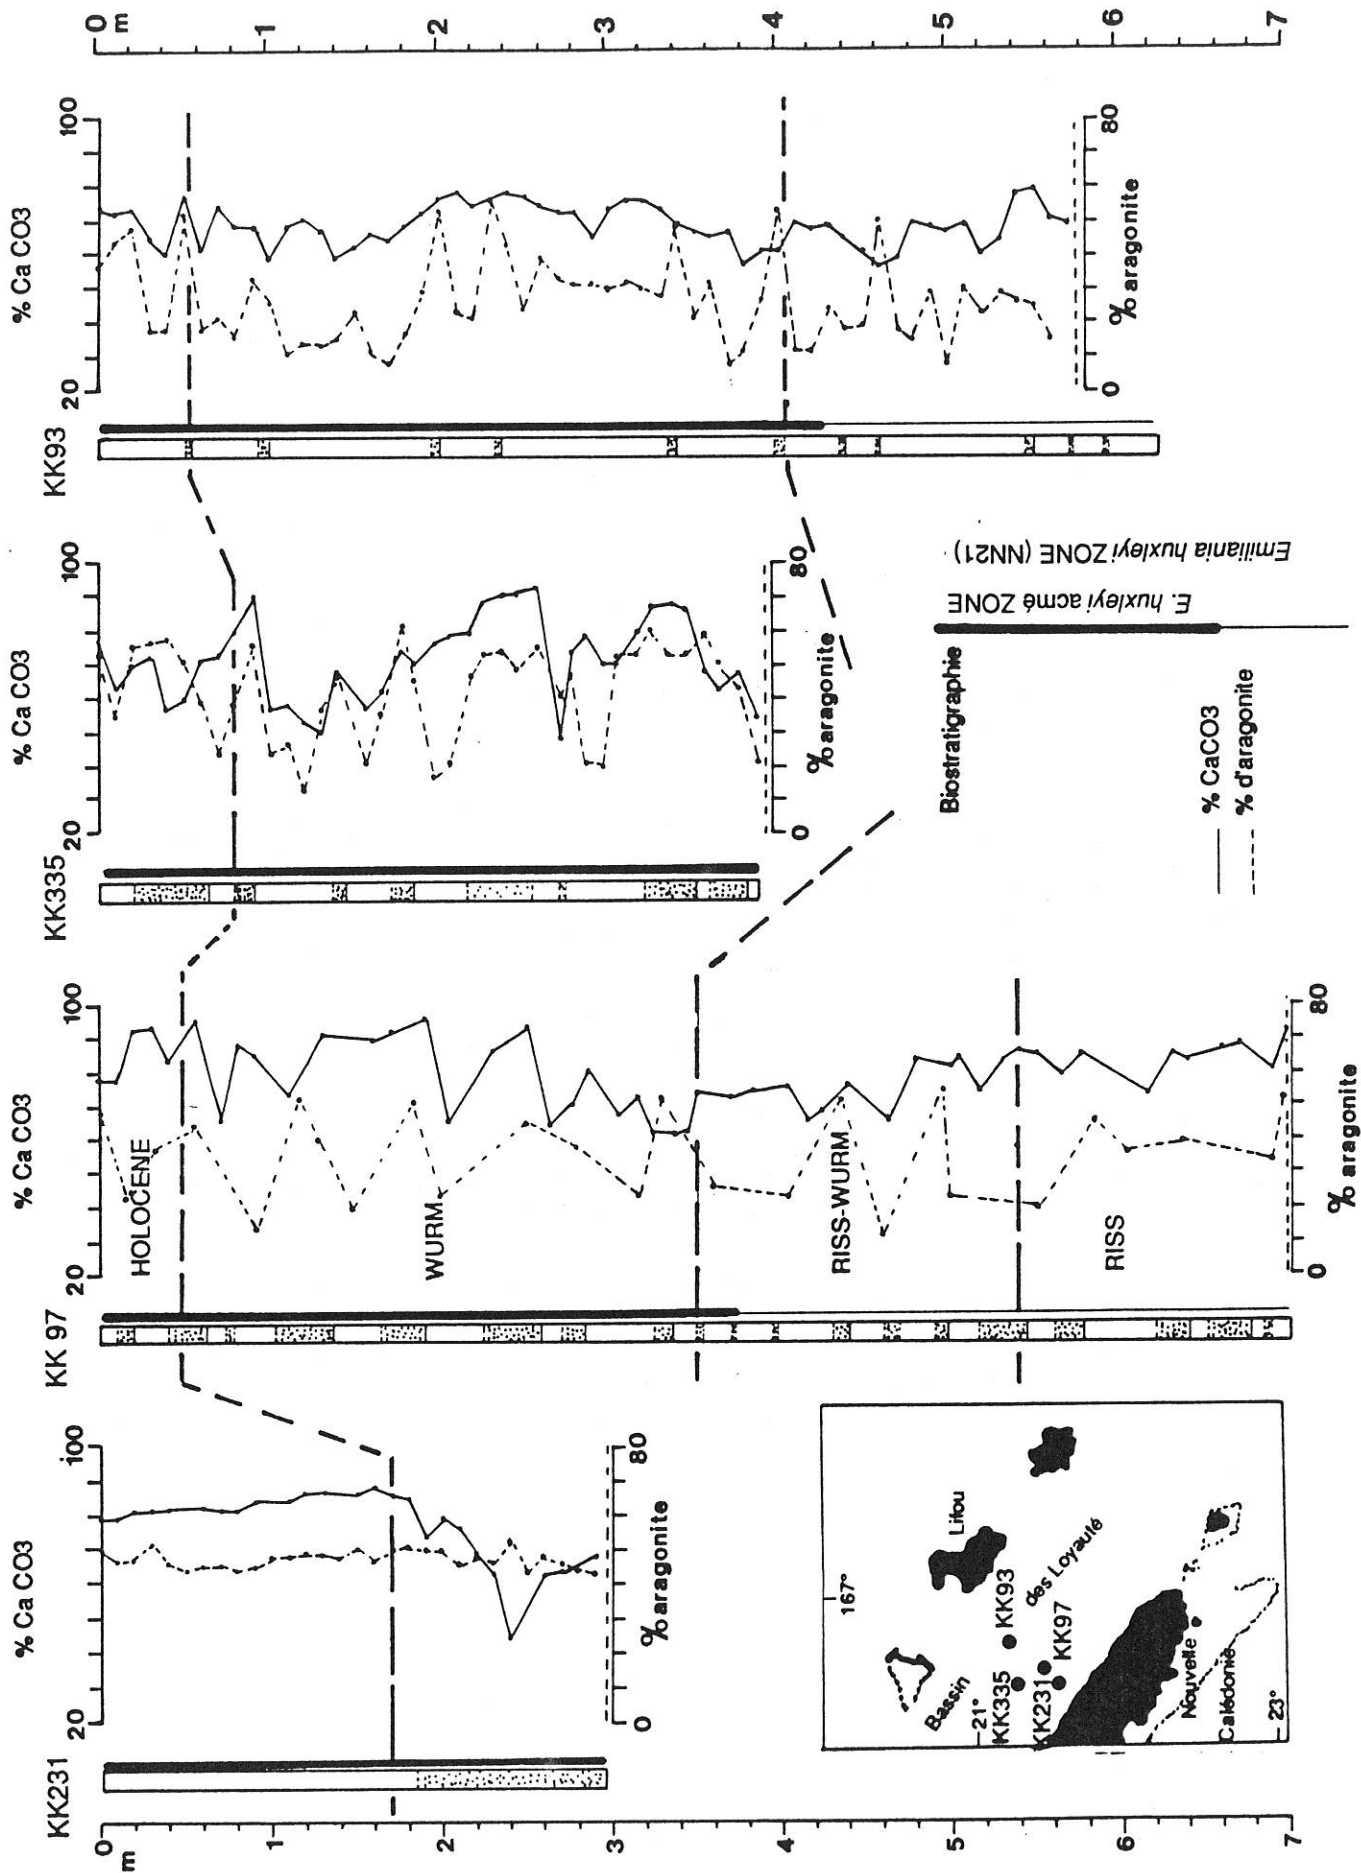 KK231
% Ca CO3
20
100
0
80
% aragonite
KK 97
% Ca CO3
20
100
HOLOCENE
WURM
RISS-WURM
RISS
0
80
% aragonite
KK335
% Ca CO3
20
100
0
80
% aragonite
KK93
% Ca CO3
20
100
0
80
% aragonite
0
m
1
2
3
4
5
6
7
0
m
1
2
3
4
5
6
7
Biostratigraphie
E. huxleyi acmé ZONE
Emiliania huxleyi ZONE (NN21)
% CaCO3
% d'aragonite
167°
21°
23°
Lifou
Bassin
des Loyauté
KK93
KK335
KK97
KK231
Nouvelle
Calédonie